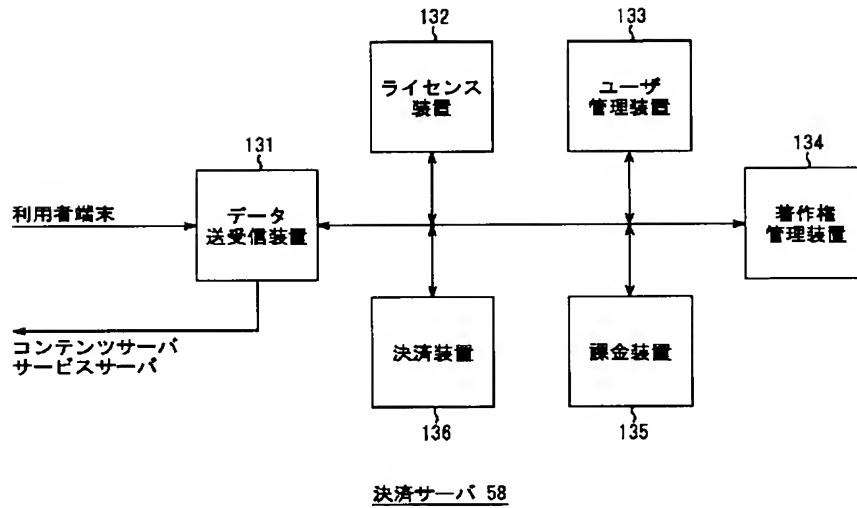 132
133
ライセンス
装置
ユーザ
管理装置
131
134
利用者端末
データ
送受信装置
著作権
管理装置
コンテンツサーバ
サービスサーバ
決済装置
課金装置
136
135
決済サーバ 58